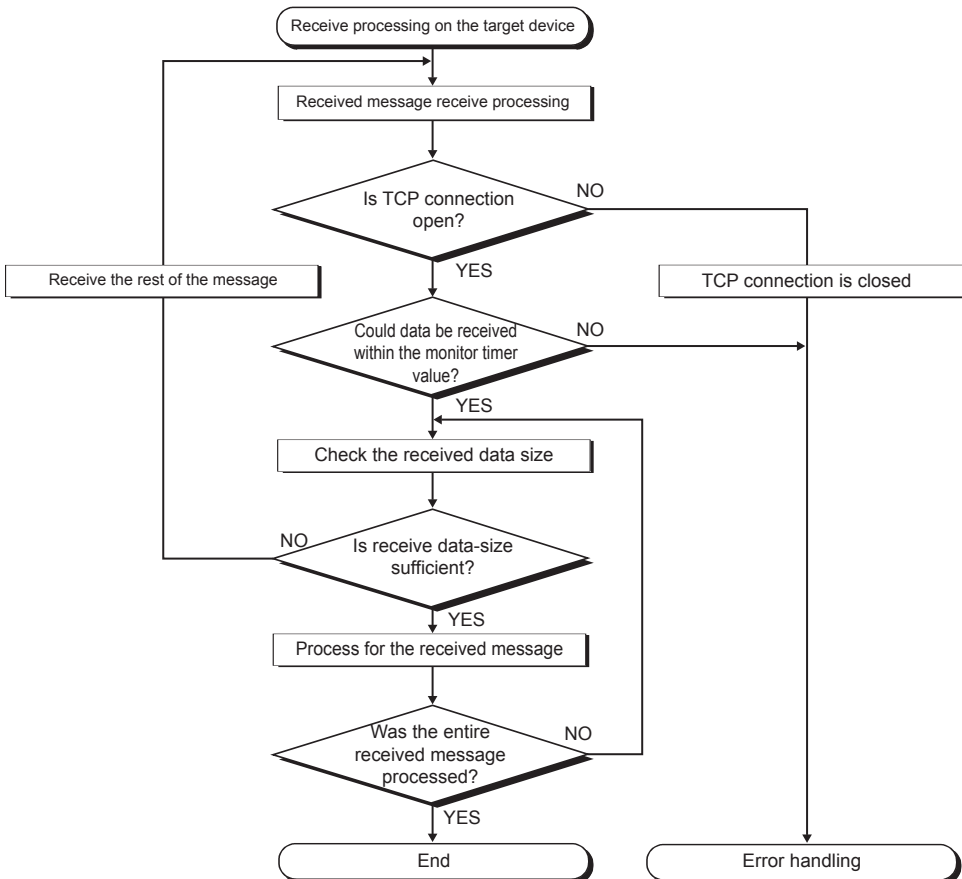 Receive processing on the target device
Received message receive processing
Is TCP connection
open?
NO
YES
Receive the rest of the message
TCP connection is closed
Could data be received
within the monitor timer
value?
NO
YES
Check the received data size
NO
Is receive data-size
sufficient?
YES
Process for the received message
Was the entire
received message
processed?
NO
YES
End
Error handling